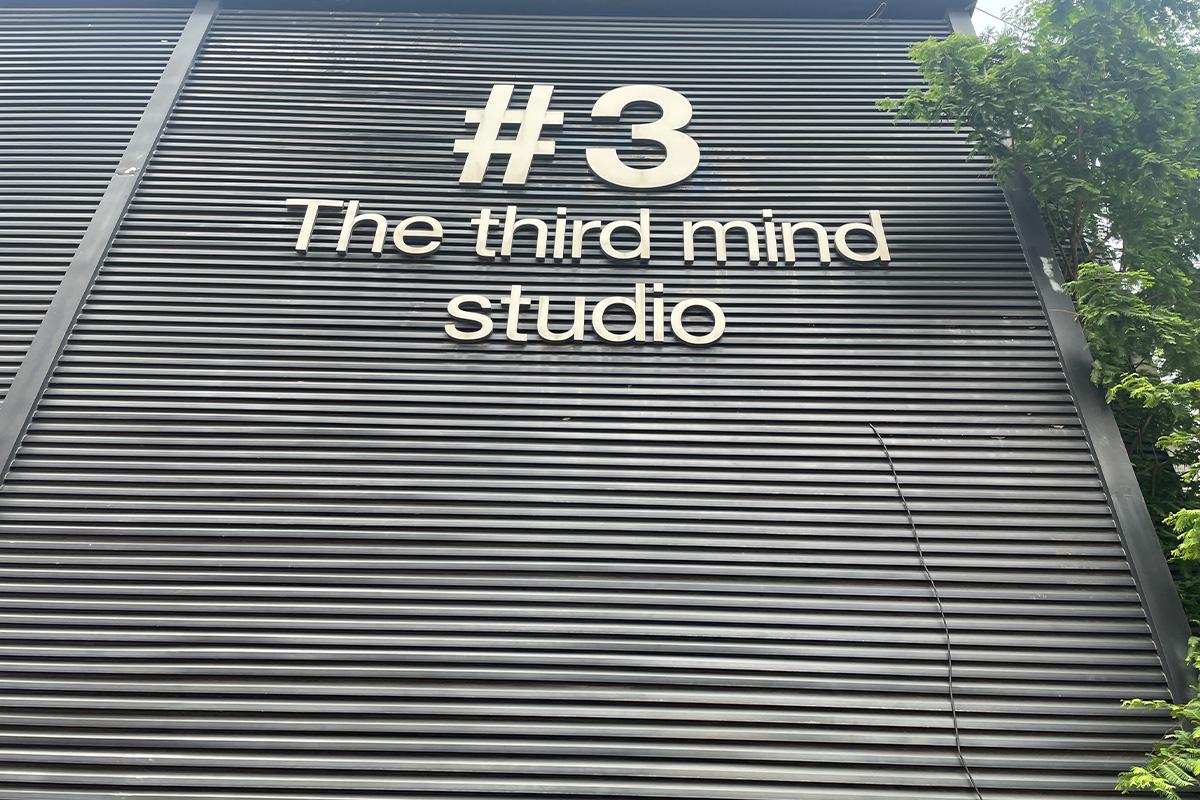 #3
The third mind
studio